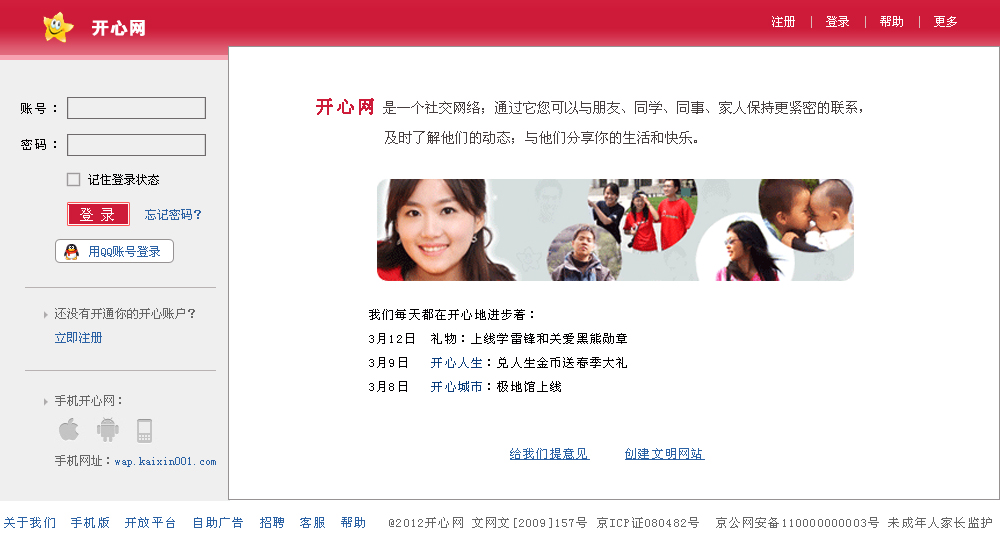 开心网
注册 | 登录 | 帮助 | 更多
账号：
密码：
记住登录状态
登 录 忘记密码?
用QQ账号登录
还没有开通你的开心账户?
立即注册
手机开心网：
手机网址：wap.kaixin001.com
开心网 是一个社交网络；通过它您可以与朋友、同学、同事、家人保持更紧密的联系，
及时了解他们的动态；与他们分享你的生活和快乐。
我们每天都在开心地进步着：
3月12日 礼物：上线学雷锋和关爱黑熊勋章
3月9日 开心人生：兑人生金币送春季大礼
3月8日 开心城市：极地馆上线
给我们提意见 创建文明网站
关于我们 手机版 开放平台 自助广告 招聘 客服 帮助 @2012开心网 文网文[2009]157号 京ICP证080482号 京公网安备110000000003号 未成年人家长监护